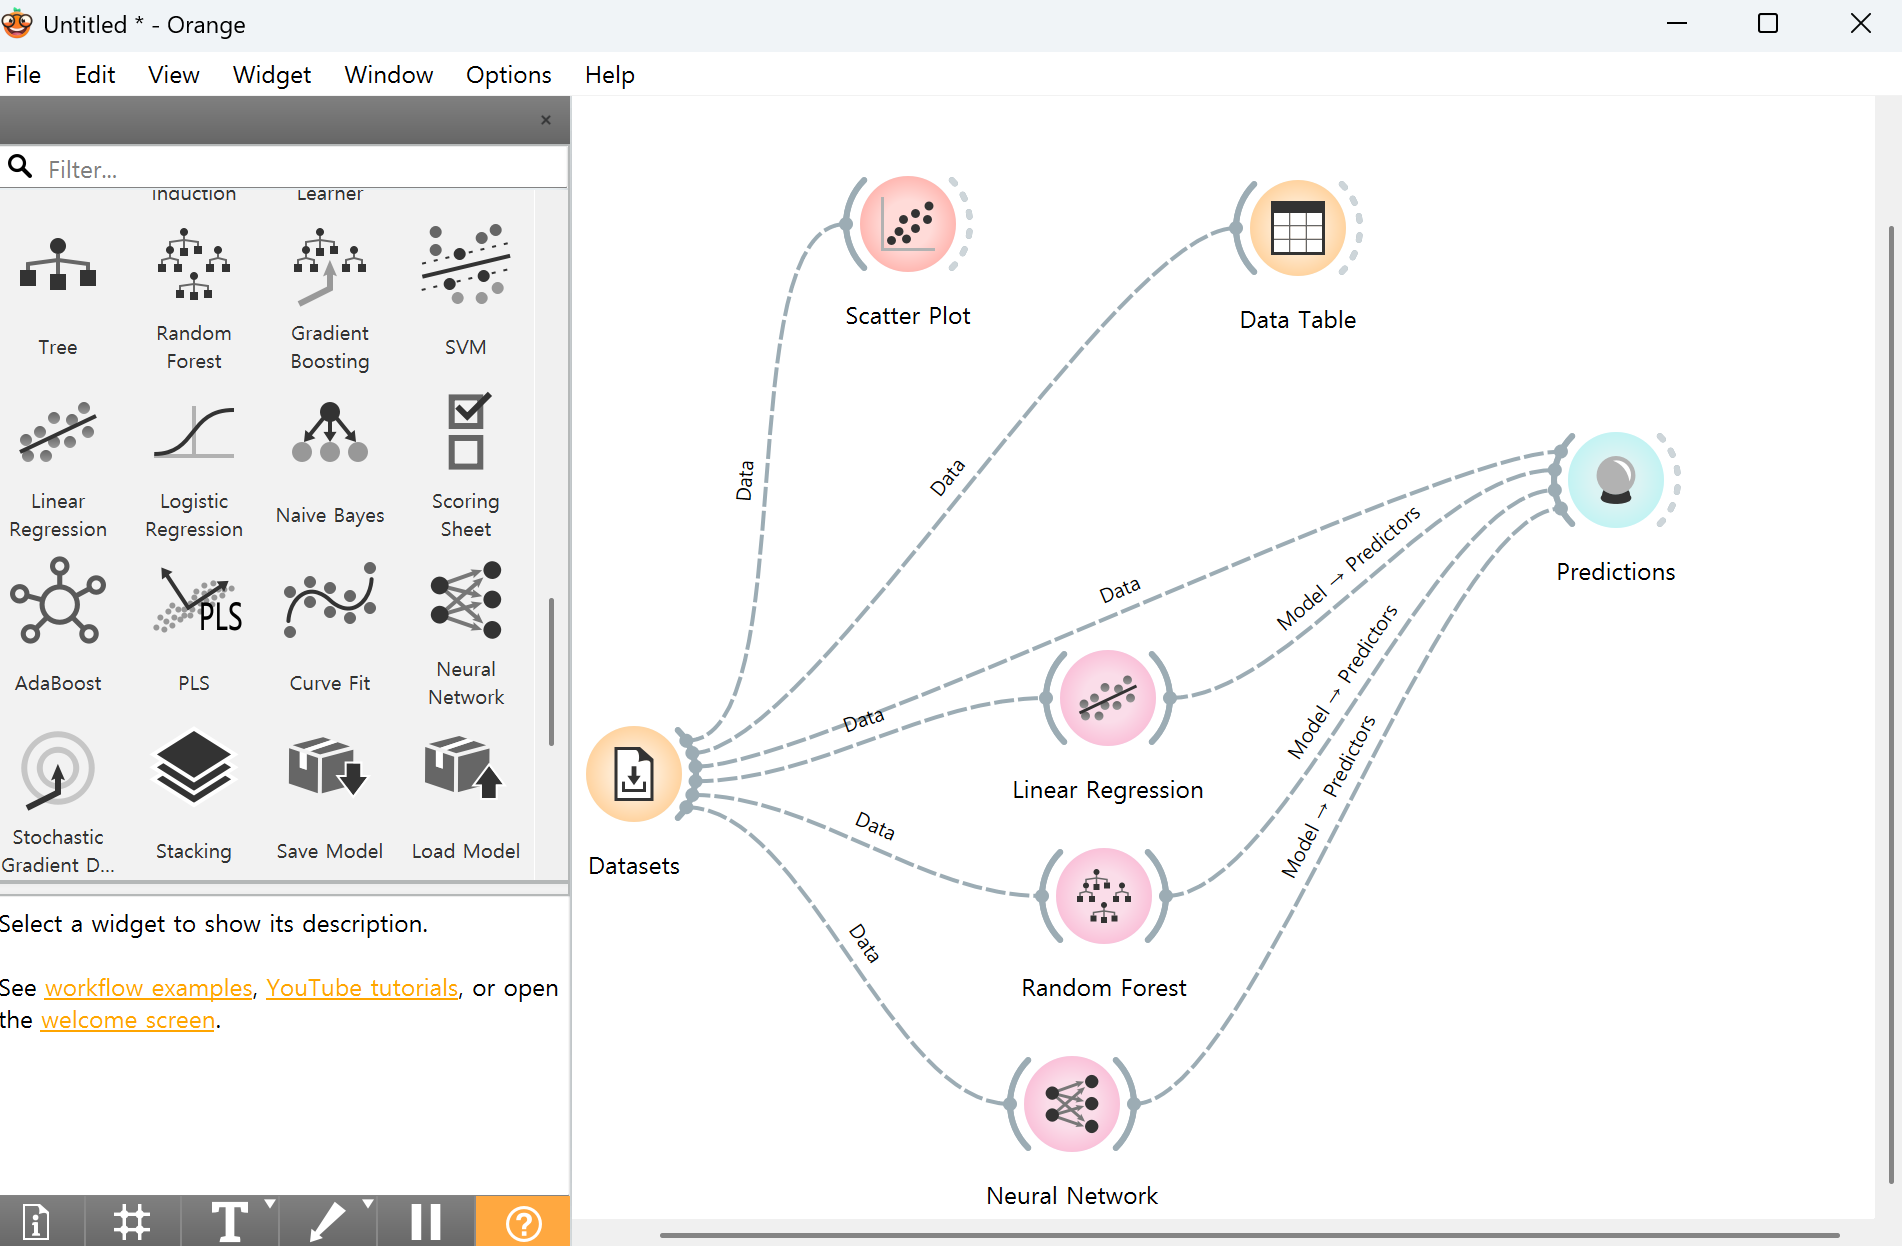 Untitled * - Orange
File Edit View Widget Window Options Help
Filter...
Induction Learner
Tree Random Forest Gradient Boosting SVM
Linear Regression Logistic Regression Naive Bayes Scoring Sheet
PLS
AdaBoost PLS Curve Fit Neural Network
Stochastic Gradient D... Stacking Save Model Load Model
Select a widget to show its description.
See workflow examples, YouTube tutorials, or open
the welcome screen.
Scatter Plot
Data Table
Data
Data
Predictions
Data
Model → Predictors
Model → Predictors
Model → Predictors
Data
Linear Regression
Data
Datasets
Data
Random Forest
Neural Network